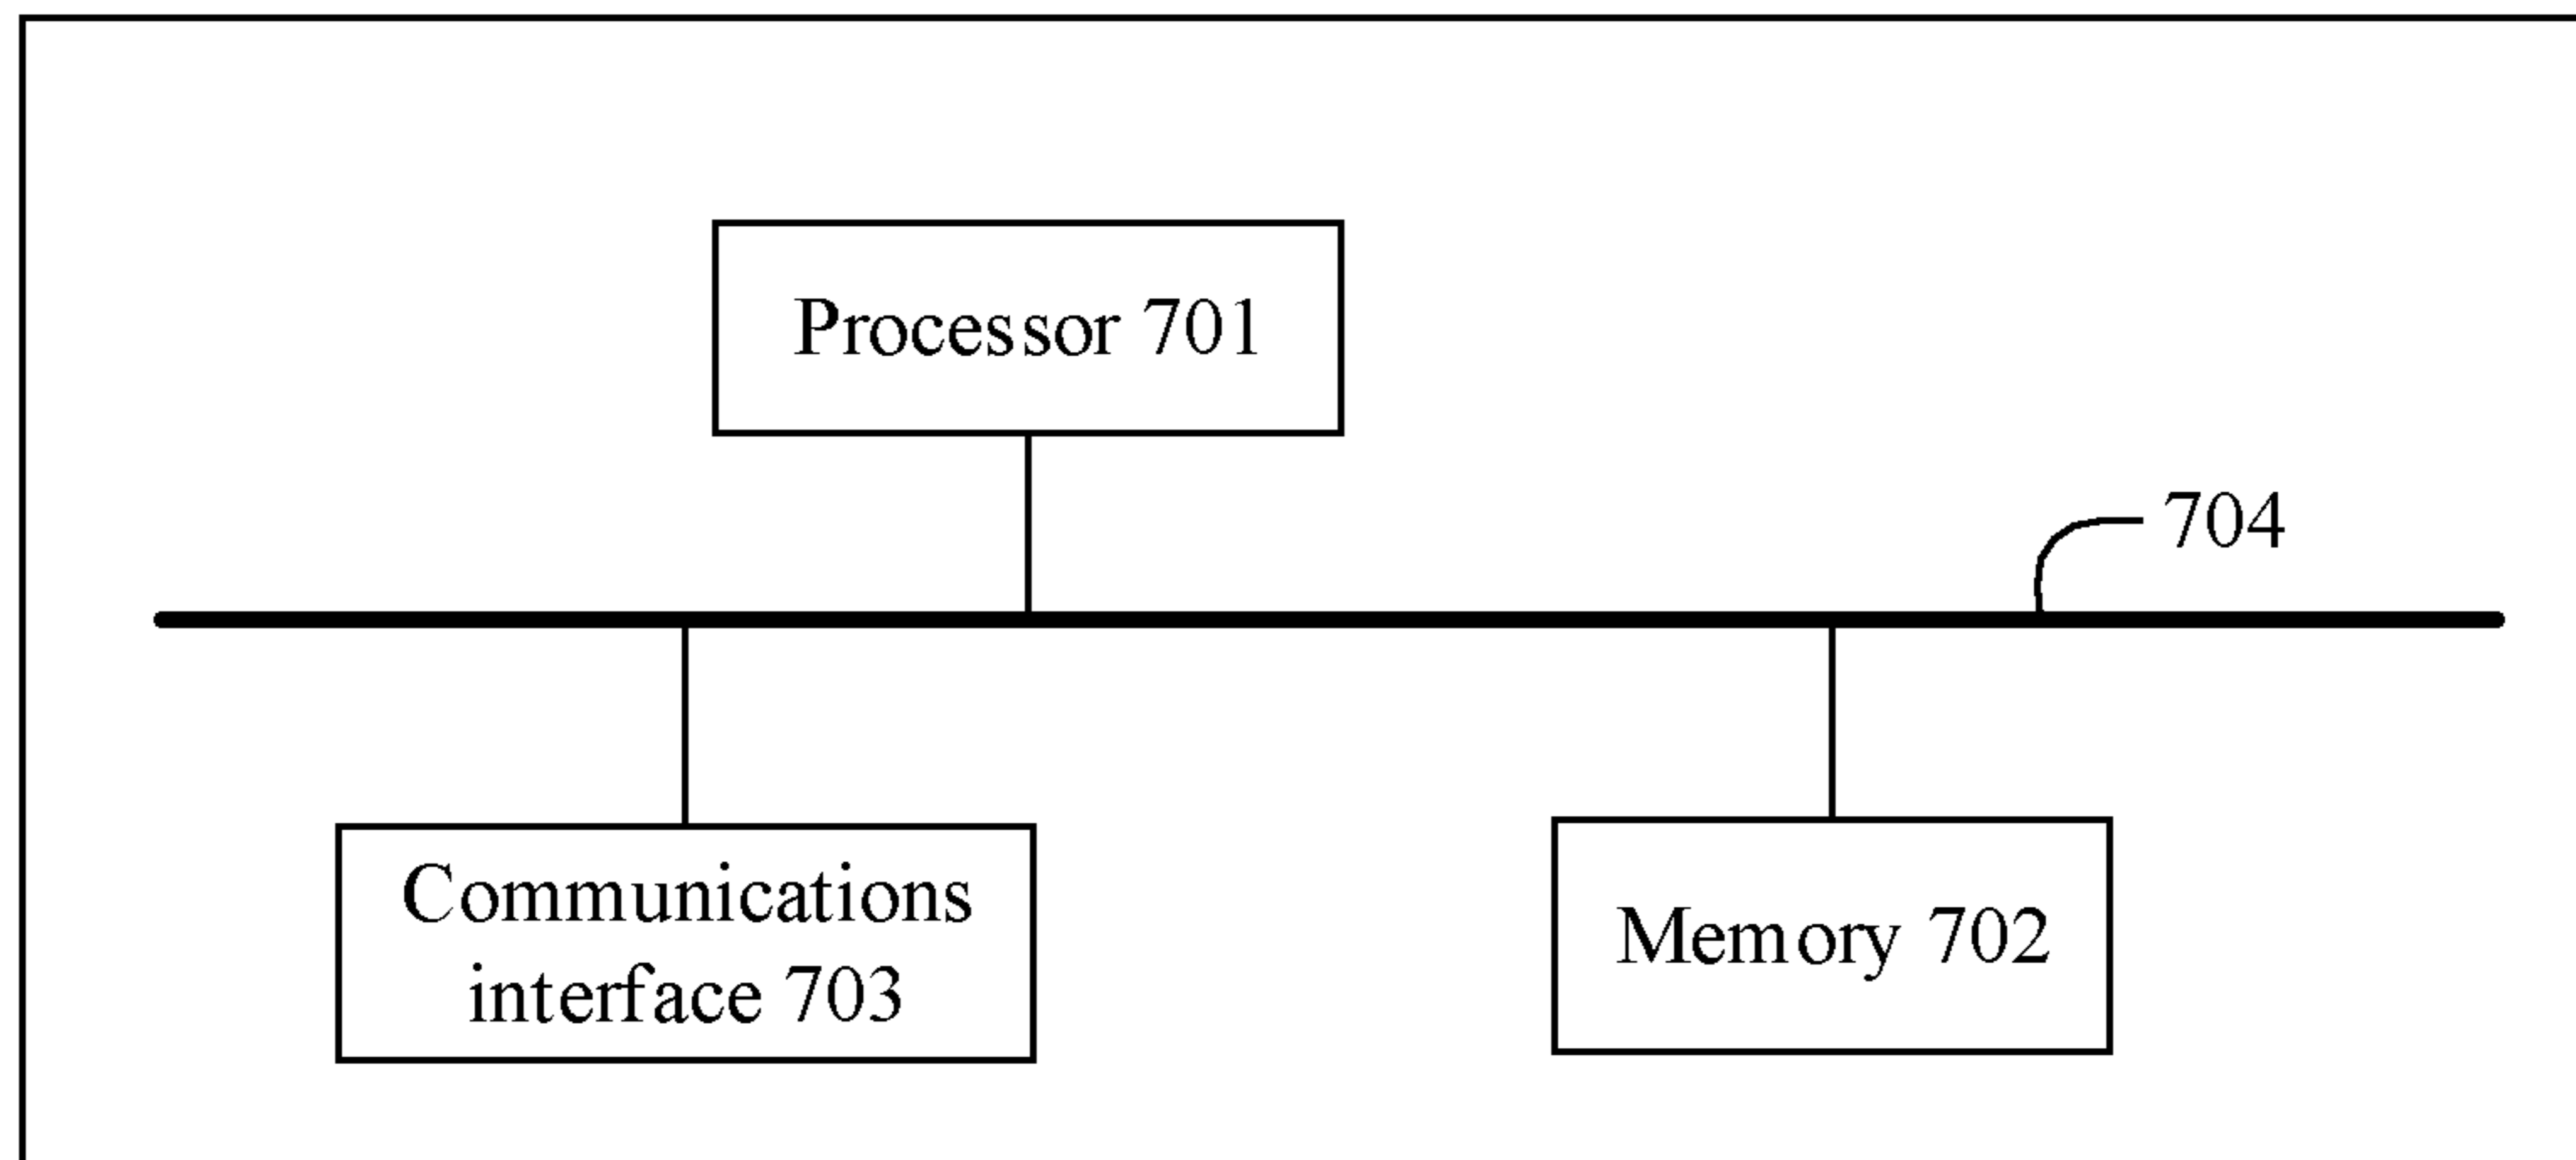 Processor 701
704
Communications
interface 703
Memory 702